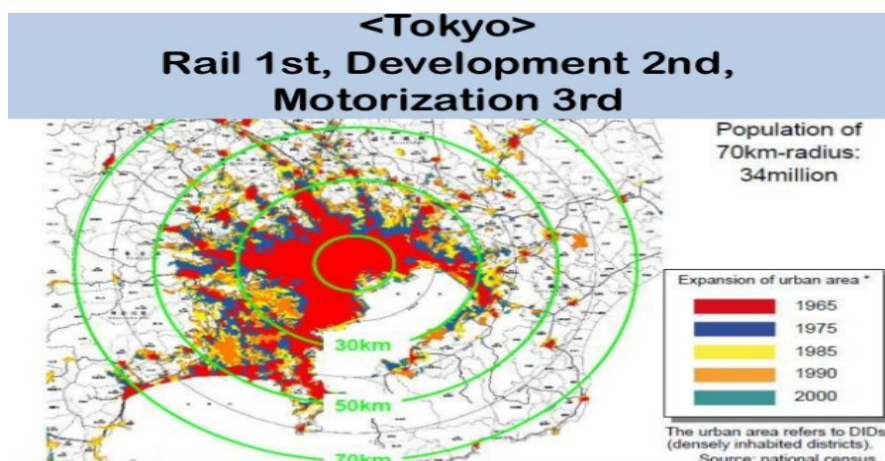 <Tokyo>
Rail 1st, Development 2nd,
Motorization 3rd
Population of
70km-radius:
34million
Expansion of urban area *
1965
1975
1985
1990
2000
30km
50km
70km
The urban area refers to DIDs
(densely inhabited districts).
Source: national census